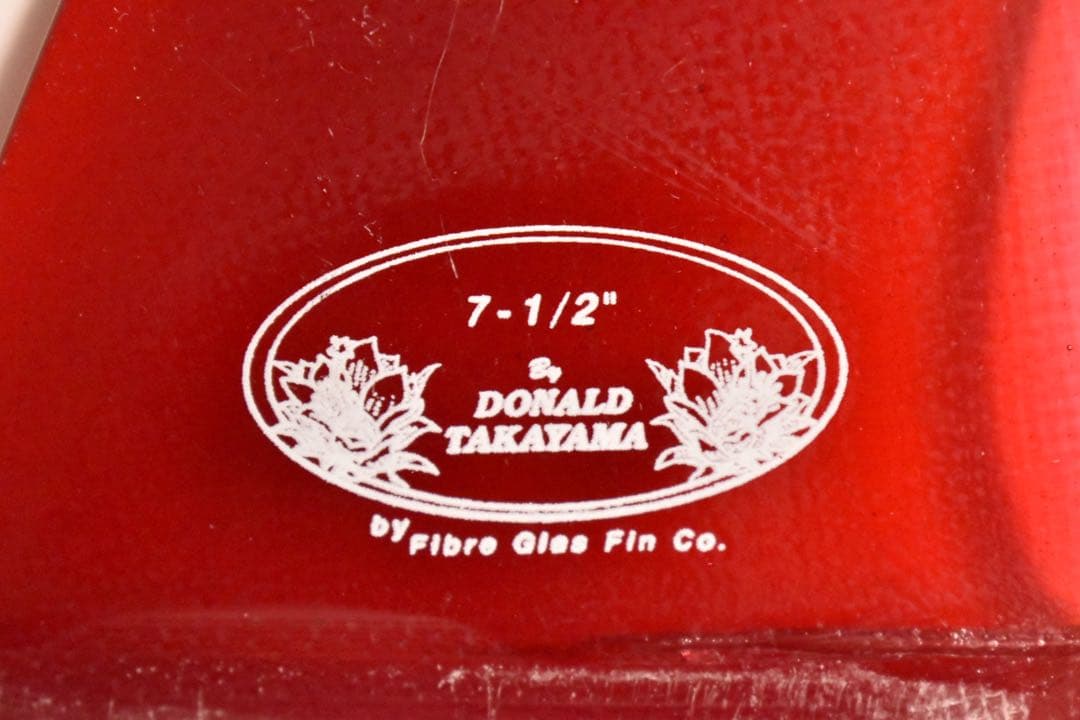 7-1/2"
By
DONALD
TAKAYAMA
by Fibre Glas Fin Co.